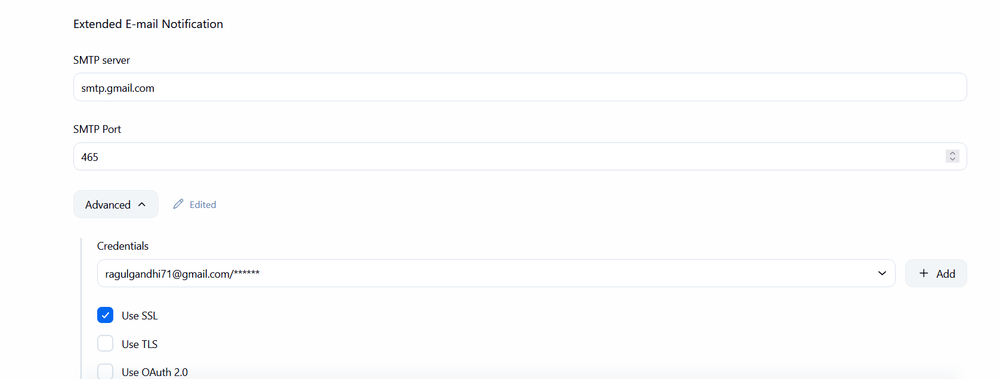 Extended E-mail Notification
SMTP server
smtp.gmail.com
SMTP Port
465
Advanced Edited
Credentials
ragulgandhi71@gmail.com/******
Add
Use SSL
Use TLS
Use OAuth 2.0